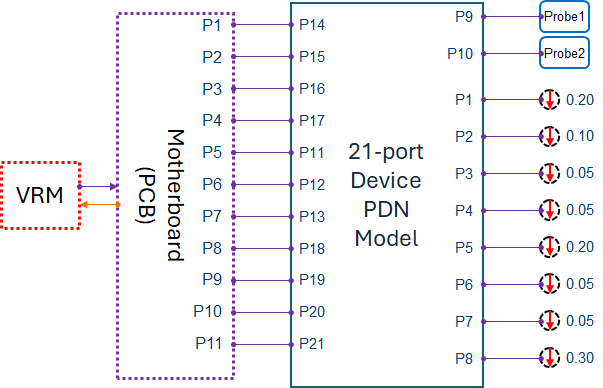 VRM
Motherboard
(PCB)
P1
P2
P3
P4
P5
P6
P7
P8
P9
P10
P11
P14
P15
P16
P17
P11
P12
P13
P18
P19
P20
P21
21-port
Device
PDN
Model
P9 Probe1
P10 Probe2
P1 0.20
P2 0.10
P3 0.05
P4 0.05
P5 0.20
P6 0.05
P7 0.05
P8 0.30